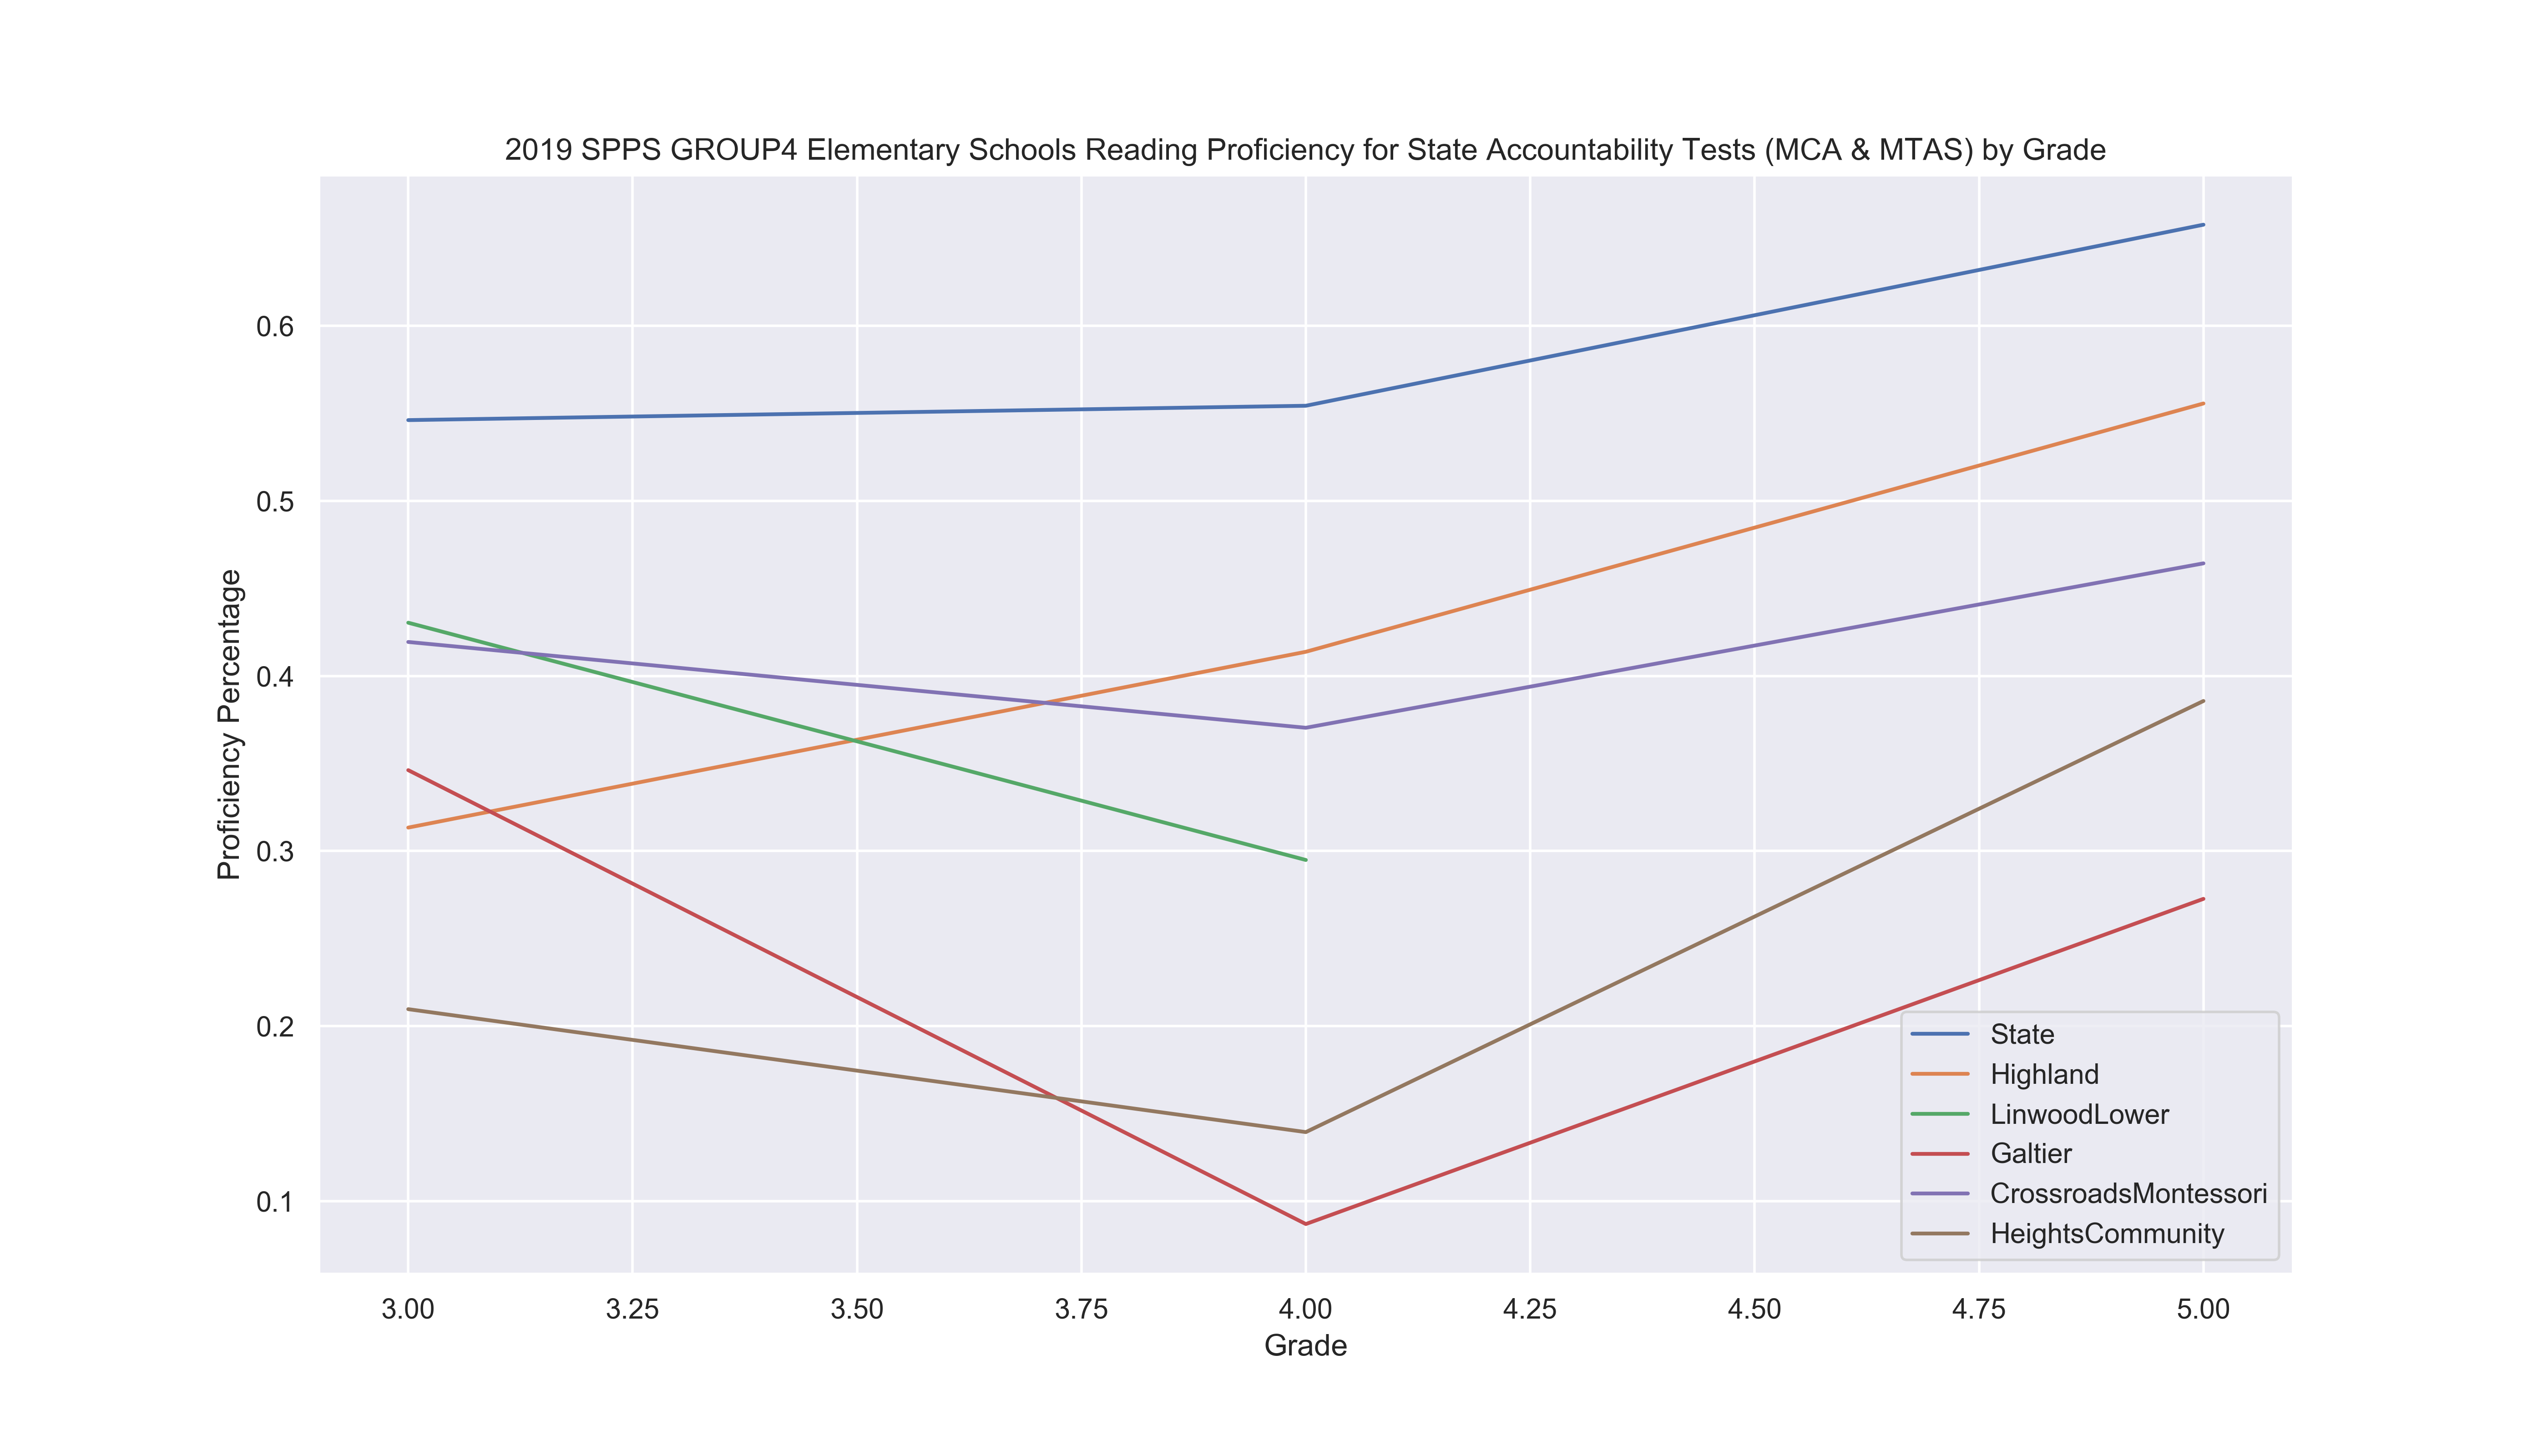 2019 SPPS GROUP4 Elementary Schools Reading Proficiency for State Accountability Tests (MCA & MTAS) by Grade
Proficiency Percentage
0.6
0.5
0.4
0.3
0.2
0.1
State
Highland
LinwoodLower
Galtier
CrossroadsMontessori
HeightsCommunity
3.00 3.25 3.50 3.75 4.00 4.25 4.50 4.75 5.00
Grade